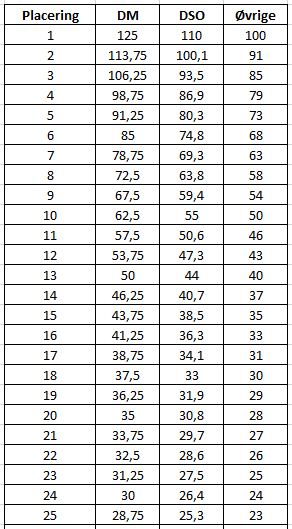 Placering DM DSO Øvrige
1 125 110 100
2 113,75 100,1 91
3 106,25 93,5 85
4 98,75 86,9 79
5 91,25 80,3 73
6 85 74,8 68
7 78,75 69,3 63
8 72,5 63,8 58
9 67,5 59,4 54
10 62,5 55 50
11 57,5 50,6 46
12 53,75 47,3 43
13 50 44 40
14 46,25 40,7 37
15 43,75 38,5 35
16 41,25 36,3 33
17 38,75 34,1 31
18 37,5 33 30
19 36,25 31,9 29
20 35 30,8 28
21 33,75 29,7 27
22 32,5 28,6 26
23 31,25 27,5 25
24 30 26,4 24
25 28,75 25,3 23